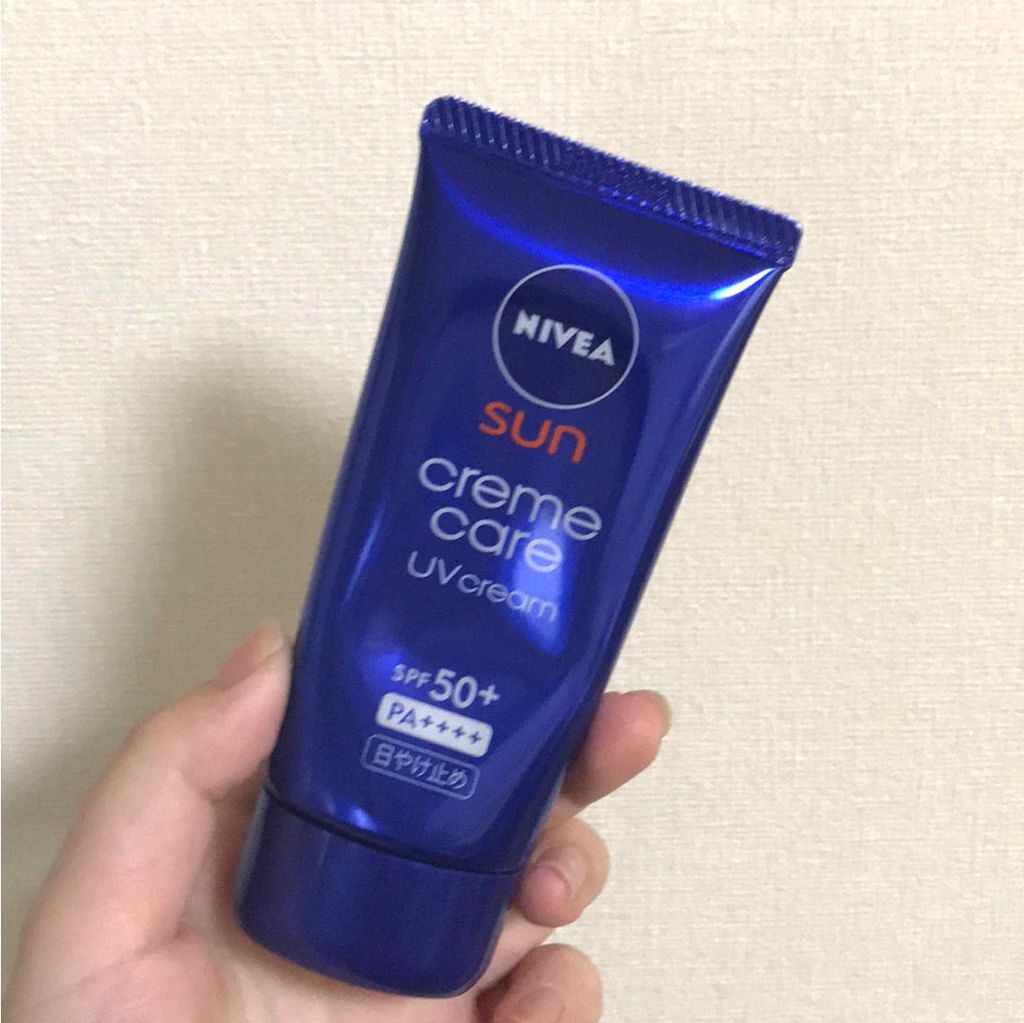 NIVEA
sun
creme
care
UV cream
SPF 50+
PA++++
日やけ止め